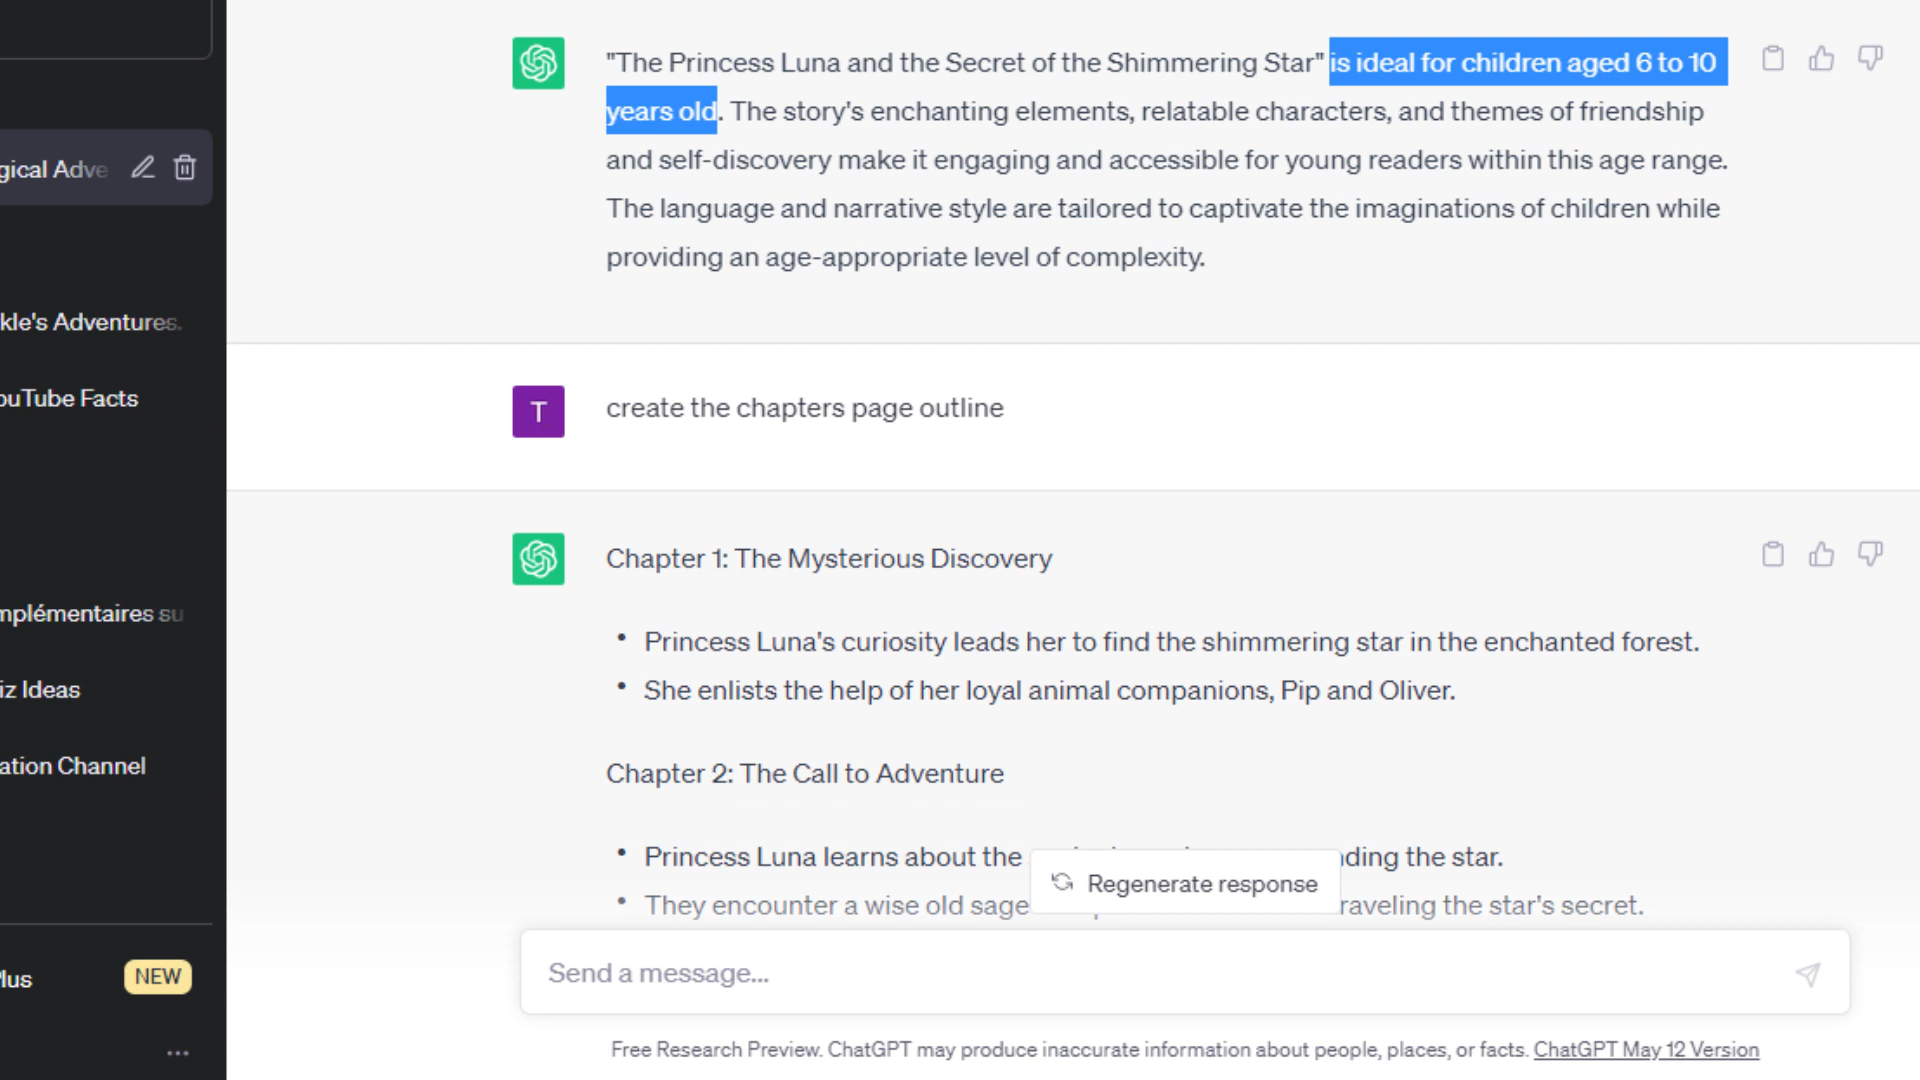 "The Princess Luna and the Secret of the Shimmering Star" is ideal for children aged 6 to 10
years old. The story's enchanting elements, relatable characters, and themes of friendship
and self-discovery make it engaging and accessible for young readers within this age range.
The language and narrative style are tailored to captivate the imaginations of children while
providing an age-appropriate level of complexity.
gical Adve
kle's Adventures.
ouTube Facts
T
create the chapters page outline
Chapter 1: The Mysterious Discovery
• Princess Luna's curiosity leads her to find the shimmering star in the enchanted forest.
• She enlists the help of her loyal animal companions, Pip and Oliver.
mplémentaires su
iz Ideas
ation Channel
Chapter 2: The Call to Adventure
• Princess Luna learns about the nding the star.
• They encounter a wise old sage raveling the star's secret.
Regenerate response
Plus NEW
Send a message...
Free Research Preview. ChatGPT may produce inaccurate information about people, places, or facts. ChatGPT May 12 Version